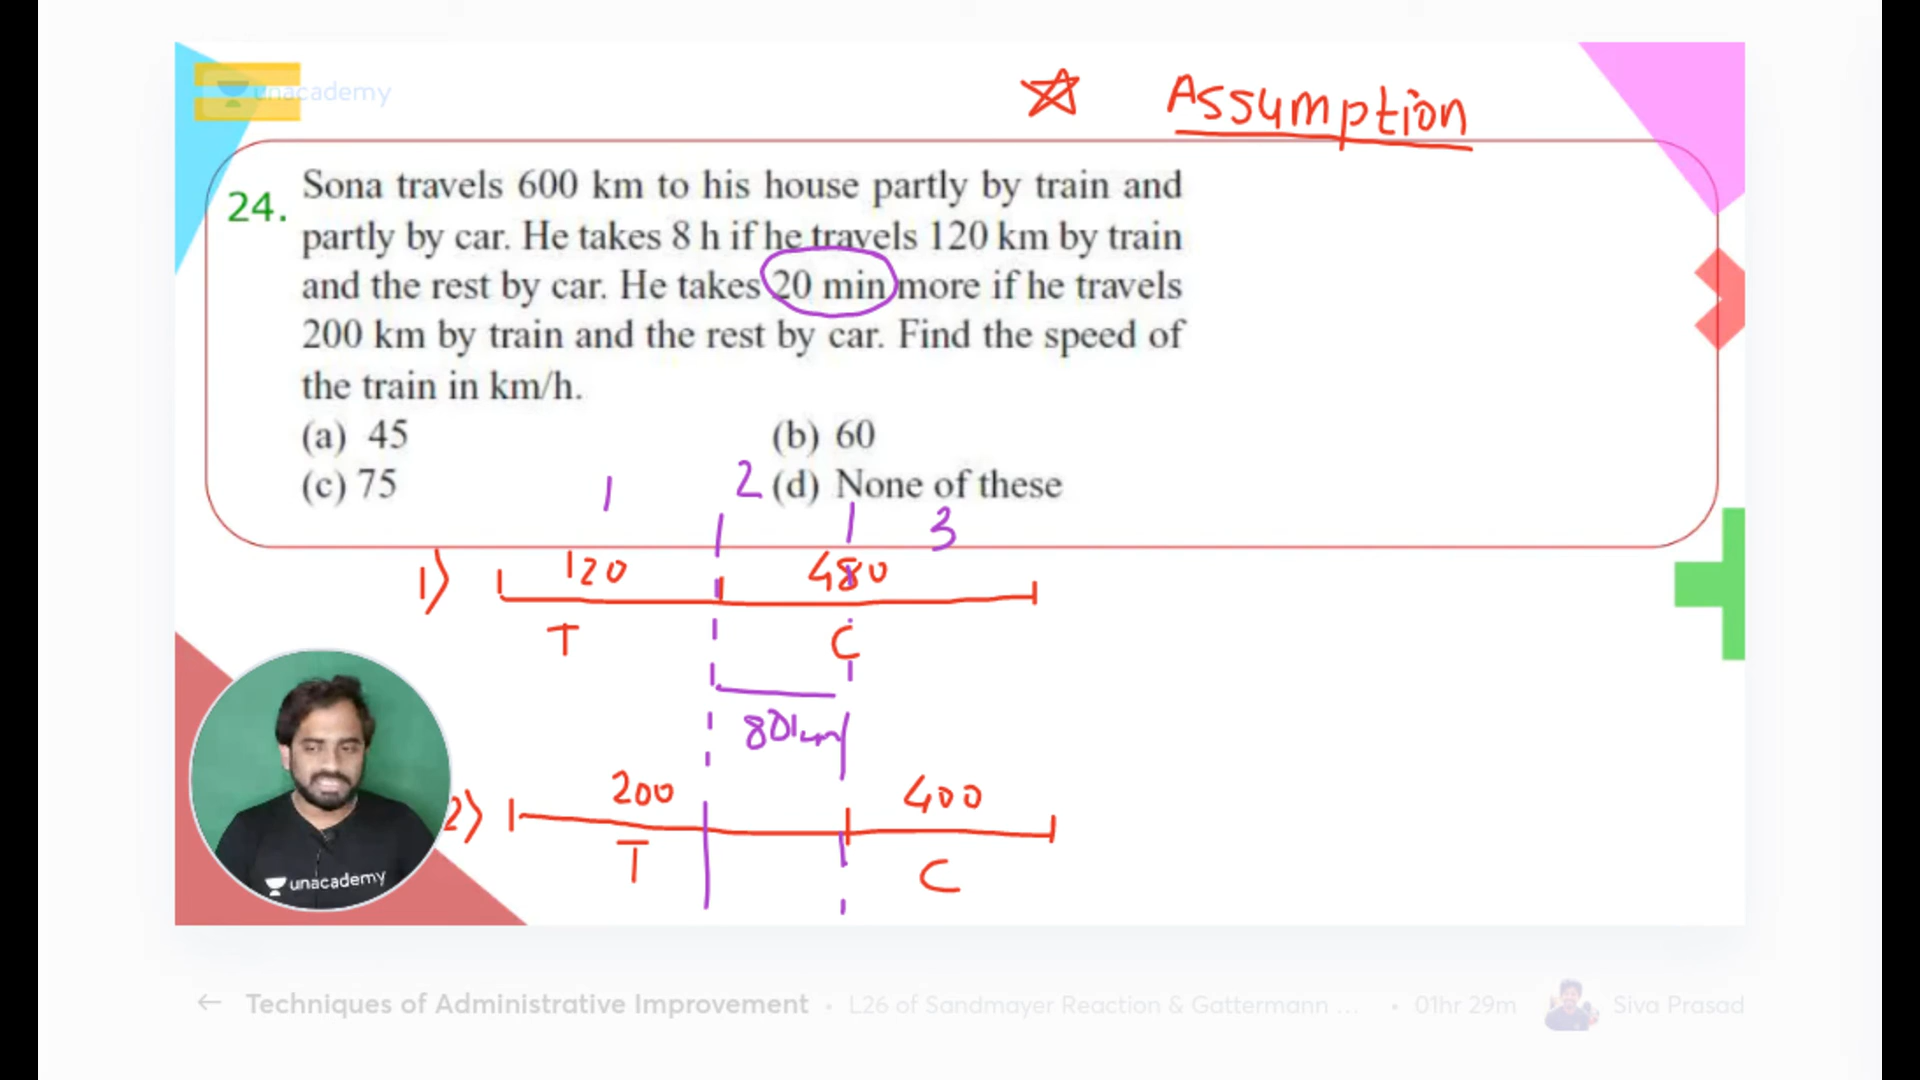 unacademy
Assumption
24.
Sona travels 600 km to his house partly by train and
partly by car. He takes 8 h if he travels 120 km by train
and the rest by car. He takes 20 min more if he travels
200 km by train and the rest by car. Find the speed of
the train in km/h.
(a) 45
(b) 60
(c) 75
(d) None of these
1 2 3
1) 120 480
T C
80km
2) 200 400
T C
unacademy
Techniques of Administrative Improvement • L26 of Sandmayer Reaction & Gattermann ... • 01hr 29m Siva Prasad